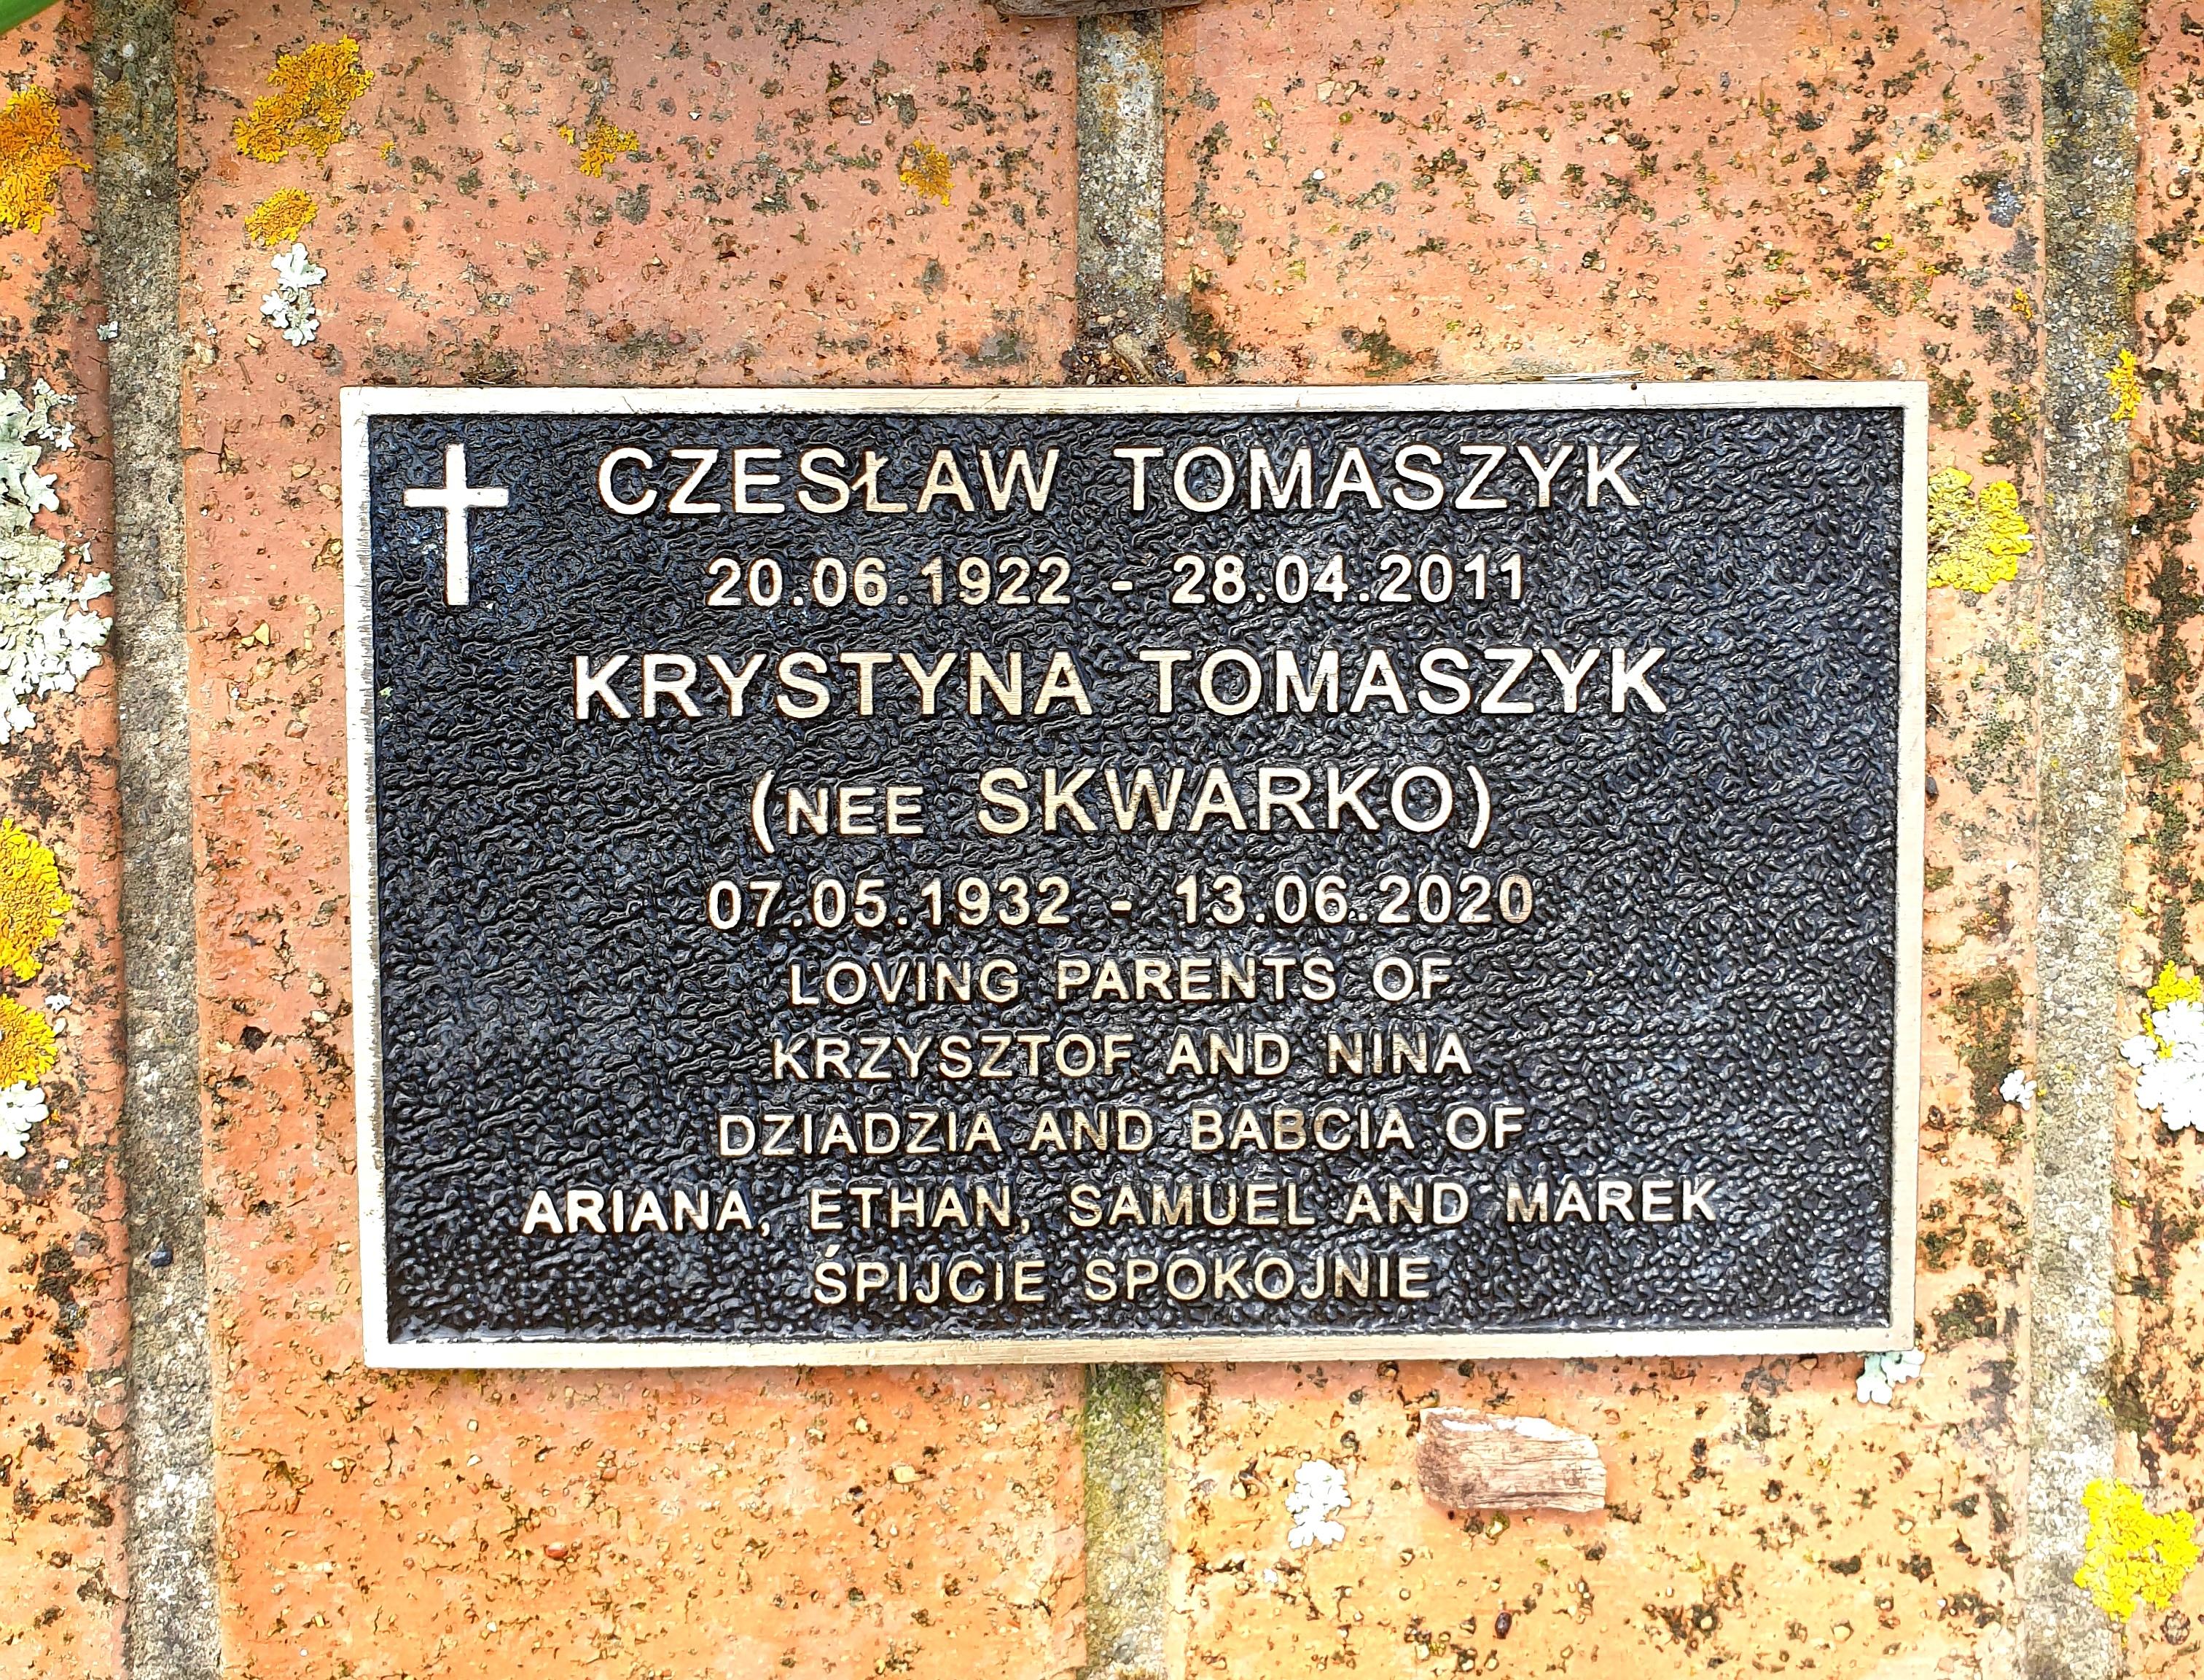 CZESŁAW TOMASZYK
20.06.1922 - 28.04.2011
KRYSTYNA TOMASZYK
(NEE SKWARKO)
07.05.1932 - 13.06.2020
LOVING PARENTS OF
KRZYSZTOF AND NINA
DZIADZIA AND BABCIA OF
ARIANA, ETHAN, SAMUEL AND MAREK
ŚPIJCIE SPOKOJNIE